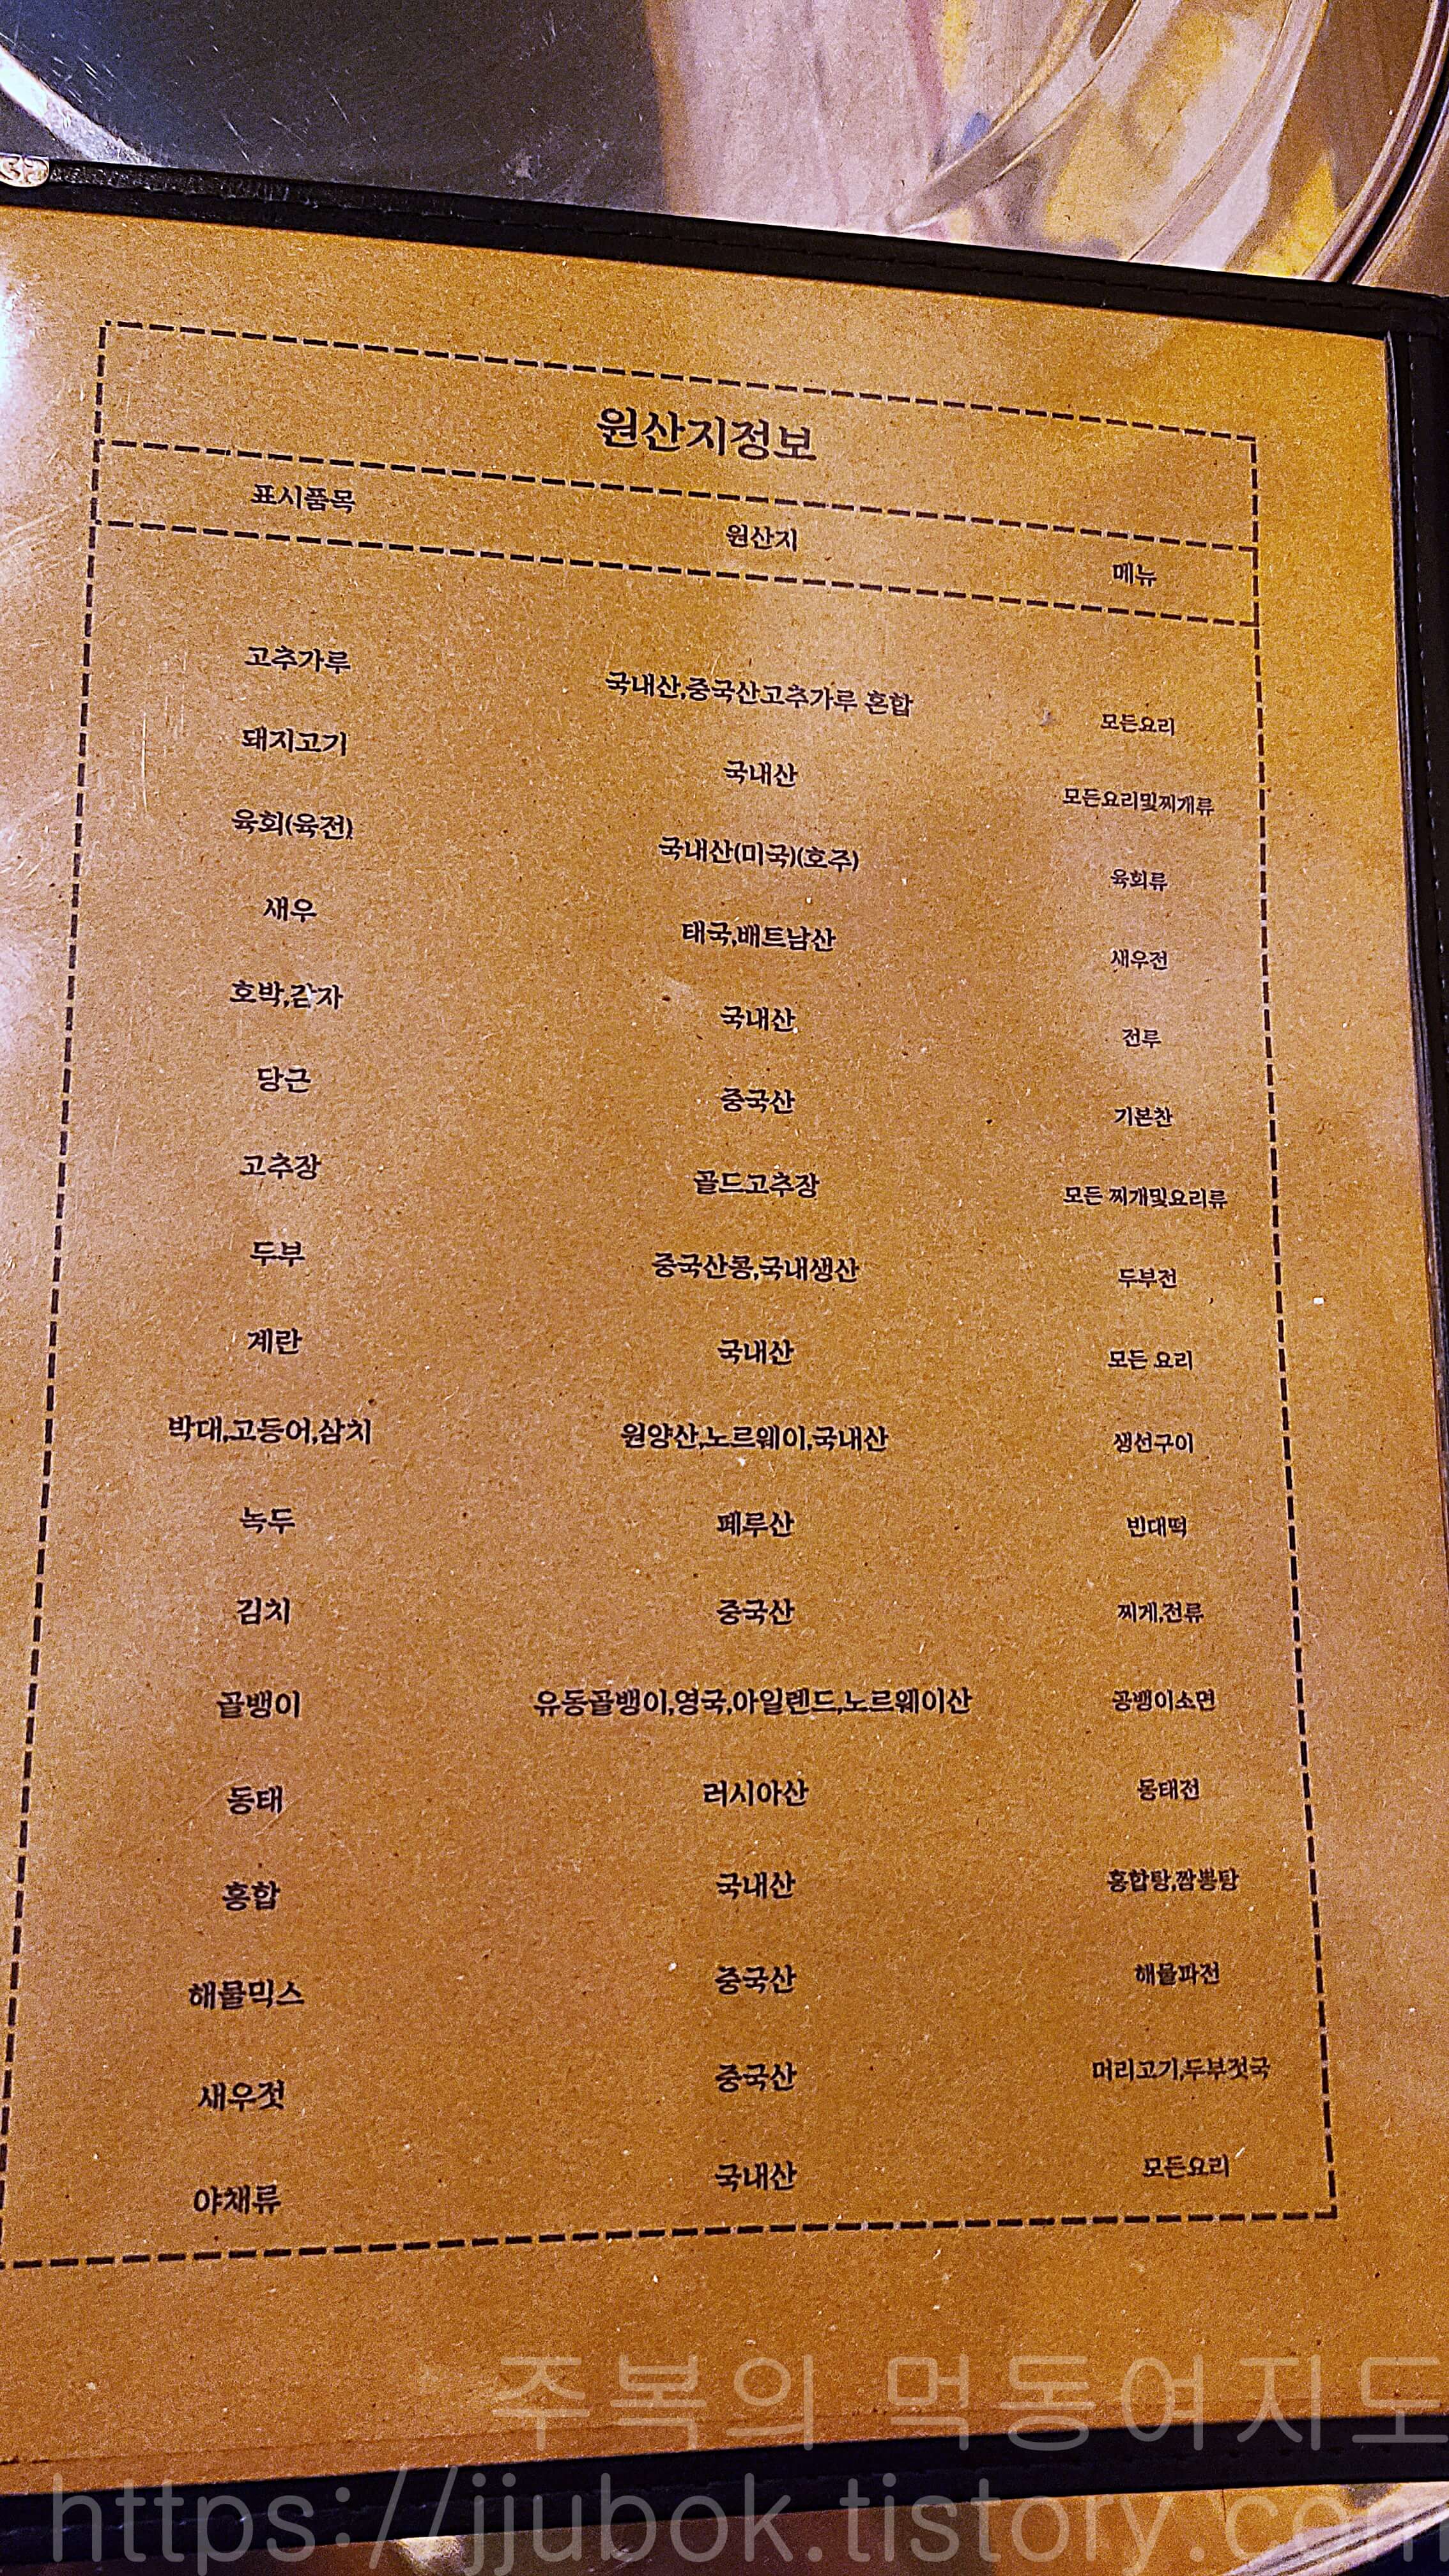 원산지정보
표시품목 원산지 메뉴
고추가루 국내산,중국산고추가루 혼합 모든요리
돼지고기 국내산 모든요리및찌개류
육회(육전) 국내산(미국)(호주) 육회류
새우 태국,배트남산 새우전
호박,감자 국내산 전루
당근 중국산 기본찬
고추장 골드고추장 모든 찌개및요리류
두부 중국산콩,국내생산 두부전
계란 국내산 모든 요리
박대,고등어,삼치 원양산,노르웨이,국내산 생선구이
녹두 페루산 빈대떡
김치 중국산 찌게,전류
골뱅이 유동골뱅이,영국,아일렌드,노르웨이산 공뱅이소면
동태 러시아산 동태전
홍합 국내산 홍합탕,짬뽕탕
해물믹스 중국산 해물파전
새우젓 중국산 머리고기,두부젓국
야채류 국내산 모든요리
주복의 먹동여지도
https://jjubok.tistory.com